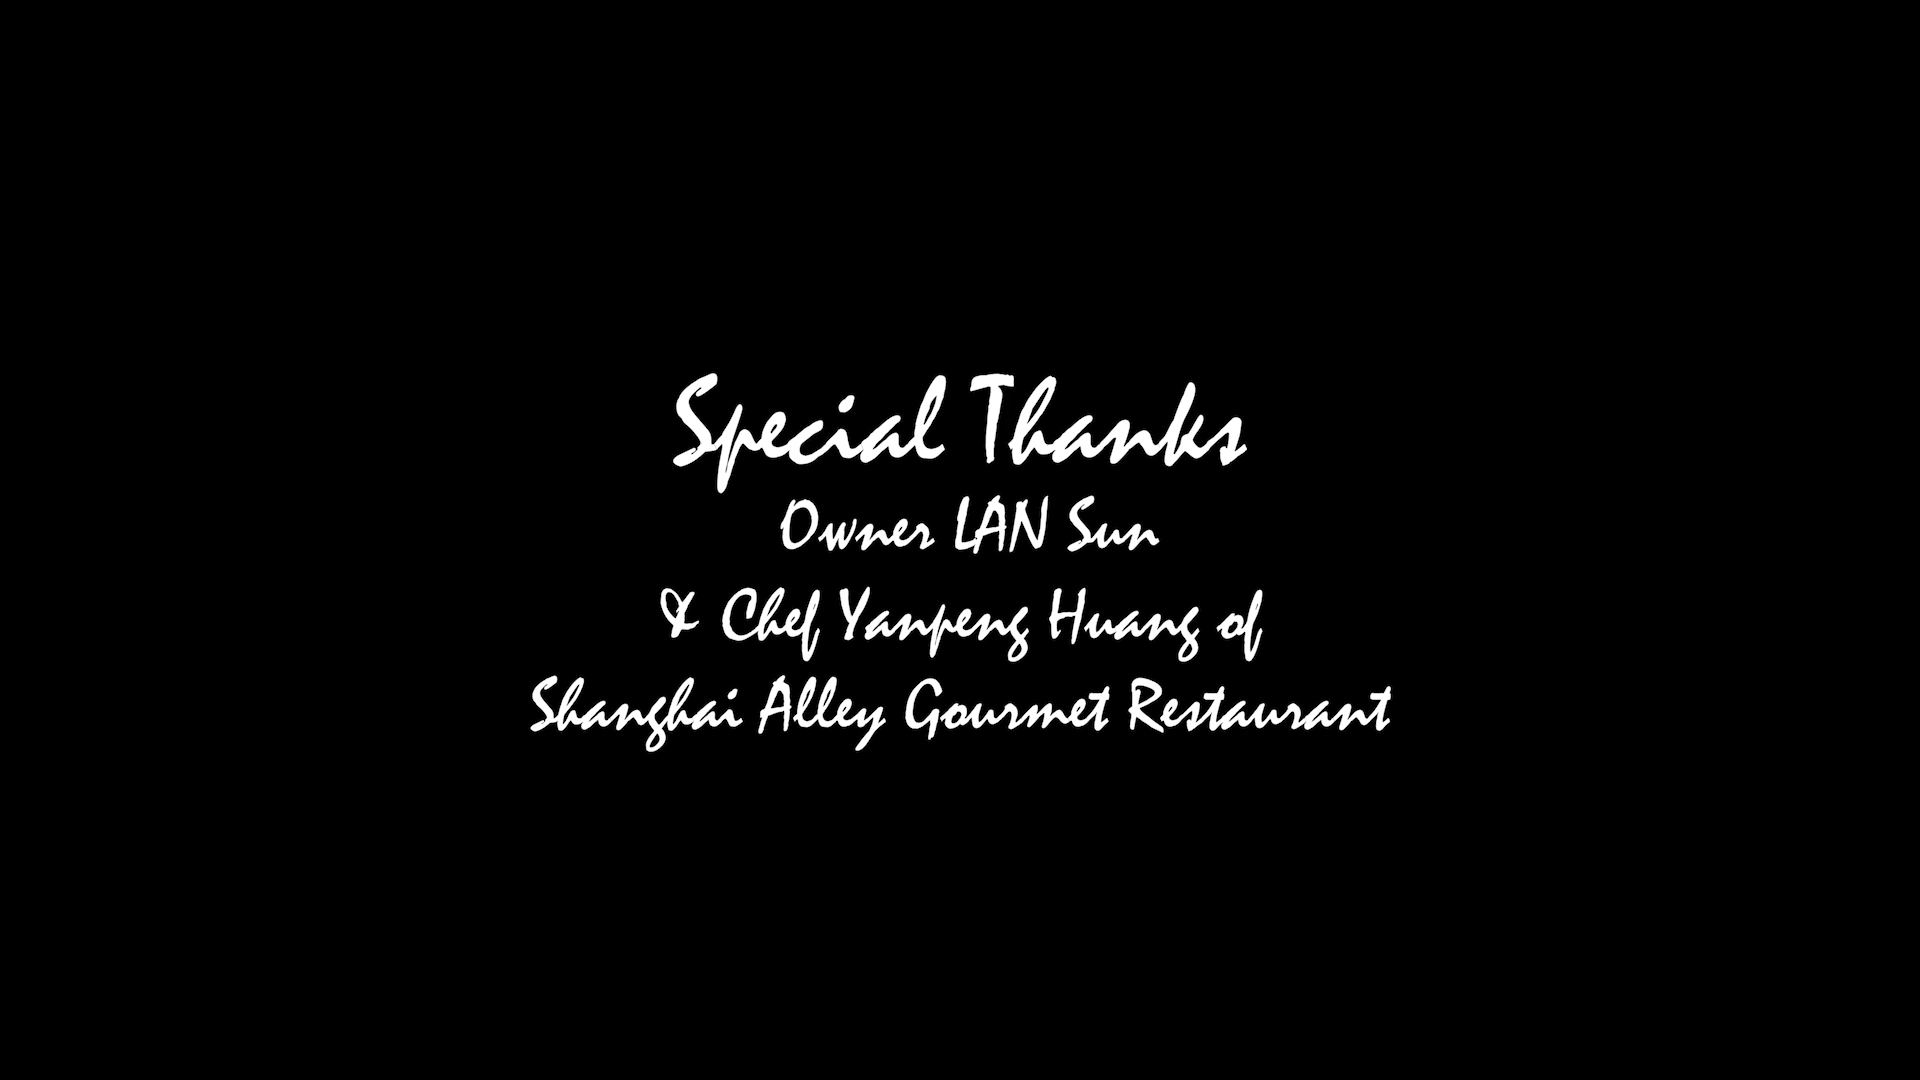 Special Thanks
Owner LAN Sun
& Chef Yanpeng Huang of
Shanghai Alley Gourmet Restaurant